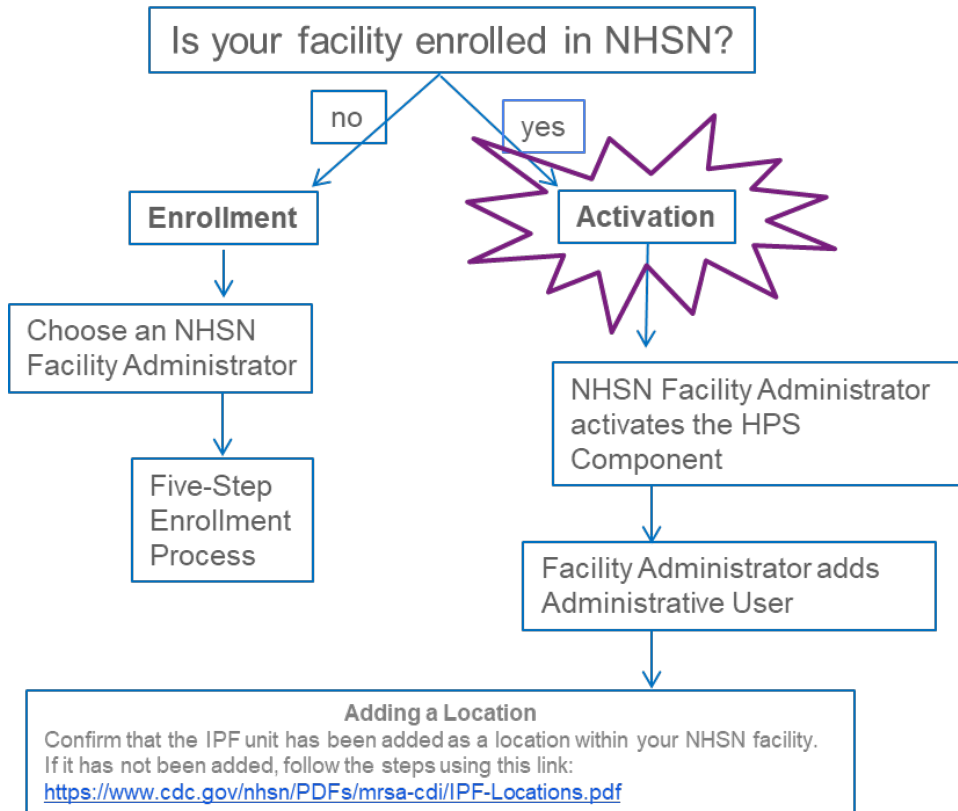 Is your facility enrolled in NHSN?
no
yes
Enrollment
Activation
Choose an NHSN
Facility Administrator
NHSN Facility Administrator
activates the HPS
Component
Five-Step
Enrollment
Process
Facility Administrator adds
Administrative User
Adding a Location
Confirm that the IPF unit has been added as a location within your NHSN facility.
If it has not been added, follow the steps using this link:
https://www.cdc.gov/nhsn/PDFs/mrsa-cdi/IPF-Locations.pdf